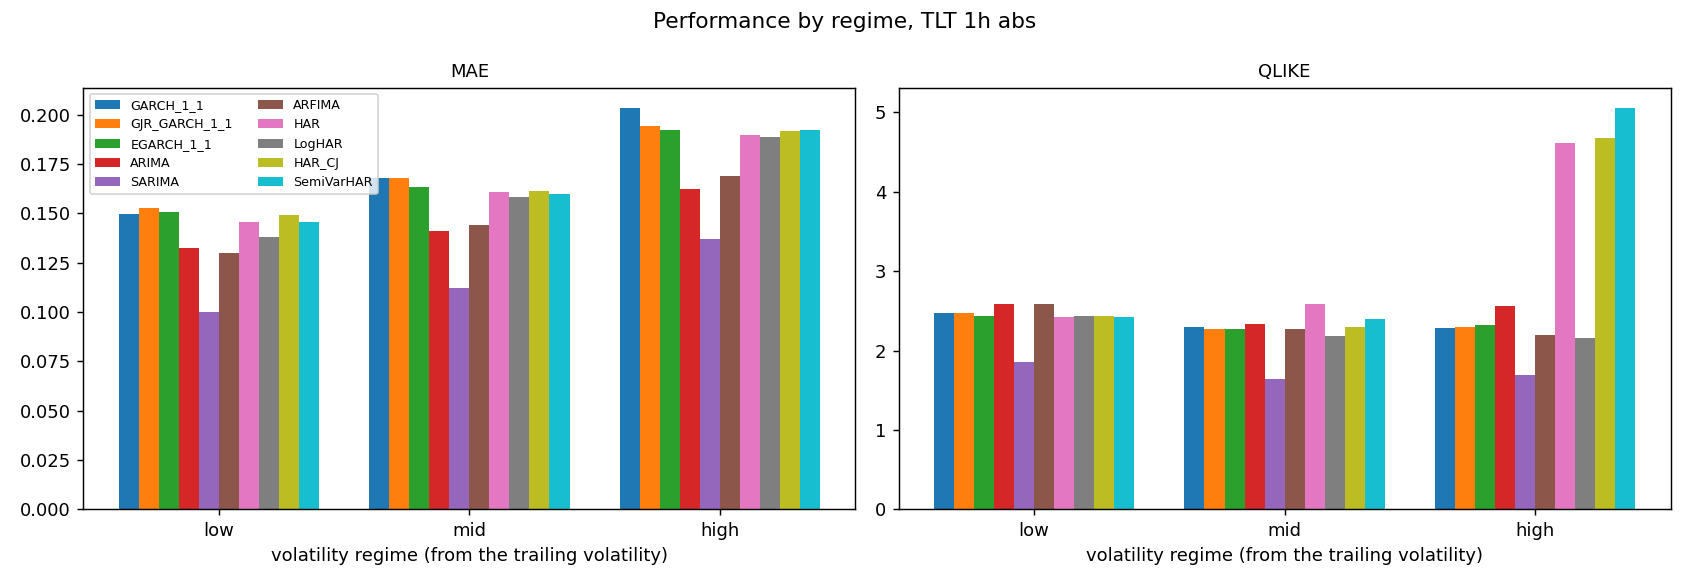 Performance by regime, TLT 1h abs
MAE
0.200
0.175
0.150
0.125
0.100
0.075
0.050
0.025
0.000
GARCH_1_1
GJR_GARCH_1_1
EGARCH_1_1
ARIMA
SARIMA
ARFIMA
HAR
LogHAR
HAR_CJ
SemiVarHAR
low
mid
high
volatility regime (from the trailing volatility)
QLIKE
5
4
3
2
1
0
low
mid
high
volatility regime (from the trailing volatility)